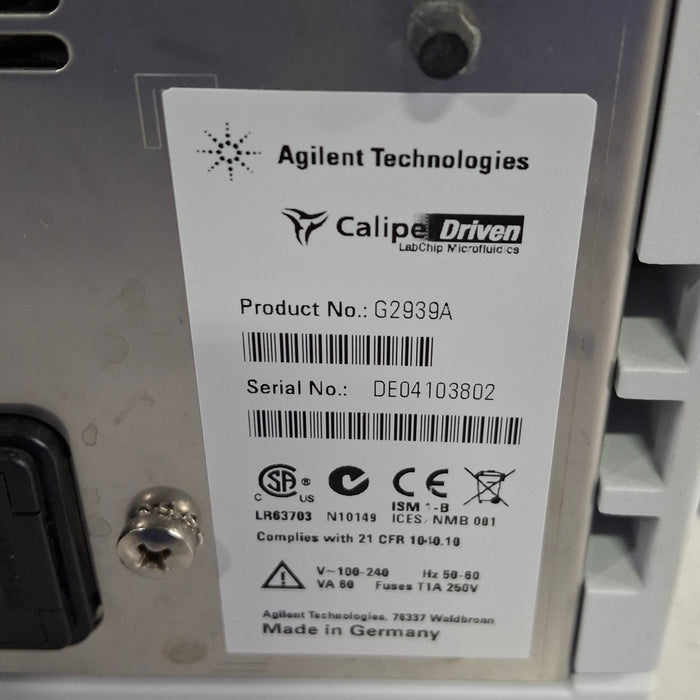 Agilent Technologies
Calipe Driven
LabChip Microfluidics
Product No.: G2939A
Serial No.: DE04103802
C US
LR63703 N10149 ISM 1-B
ICES/NMB 001
Complies with 21 CFR 1040.10
V~100-240 Hz 50-60
VA 60 Fuses T1A 250V
Agilent Technologies, 76337 Waldbronn
Made in Germany